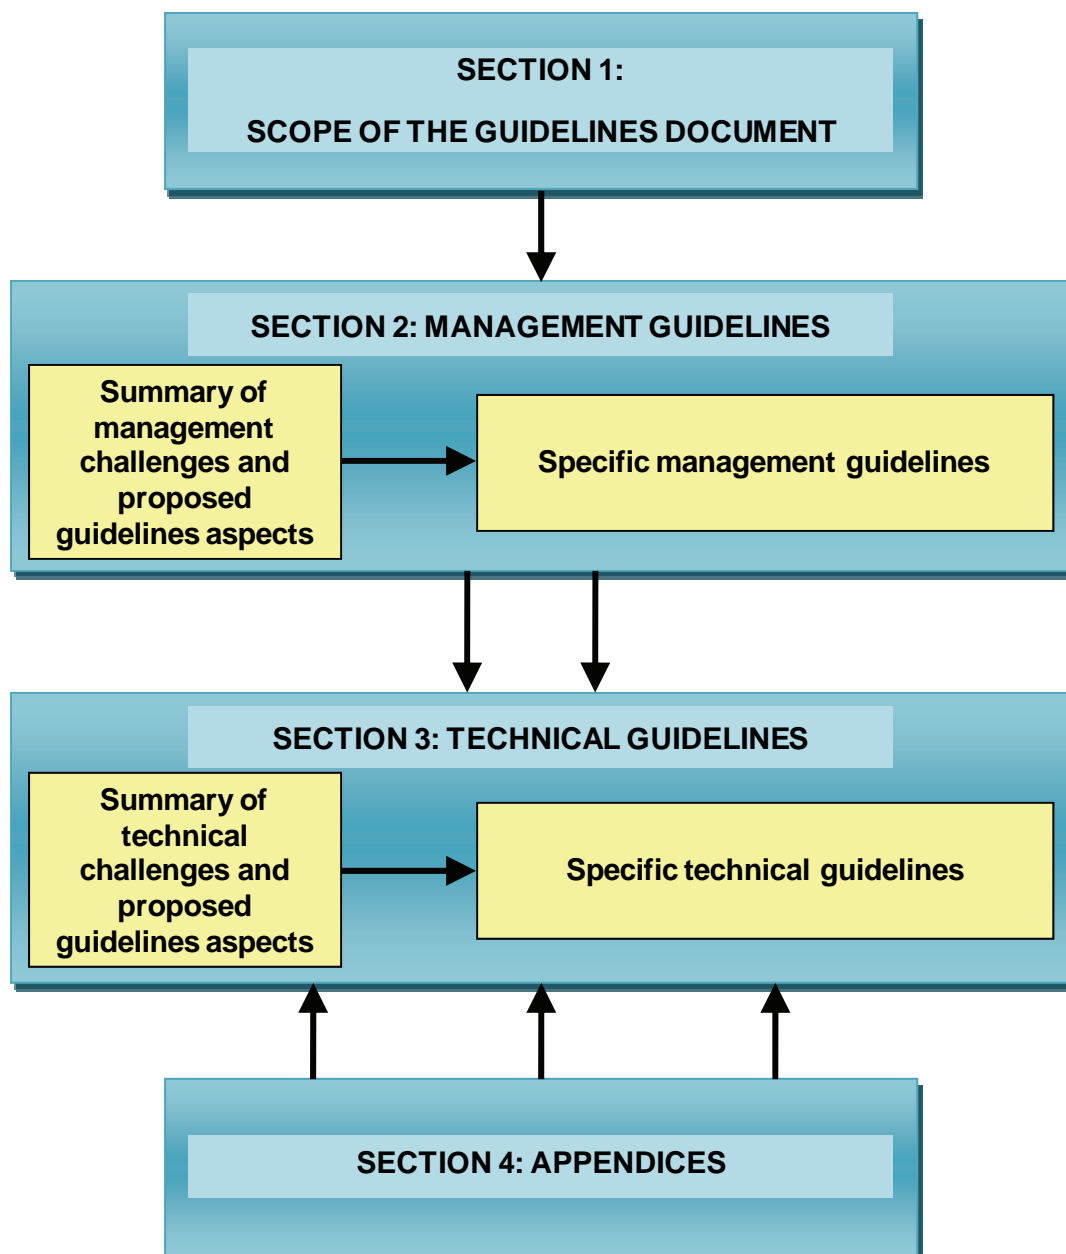 SECTION 1:
SCOPE OF THE GUIDELINES DOCUMENT
SECTION 2: MANAGEMENT GUIDELINES
Summary of
management
challenges and
proposed
guidelines aspects
Specific management guidelines
SECTION 3: TECHNICAL GUIDELINES
Summary of
technical
challenges and
proposed
guidelines aspects
Specific technical guidelines
SECTION 4: APPENDICES